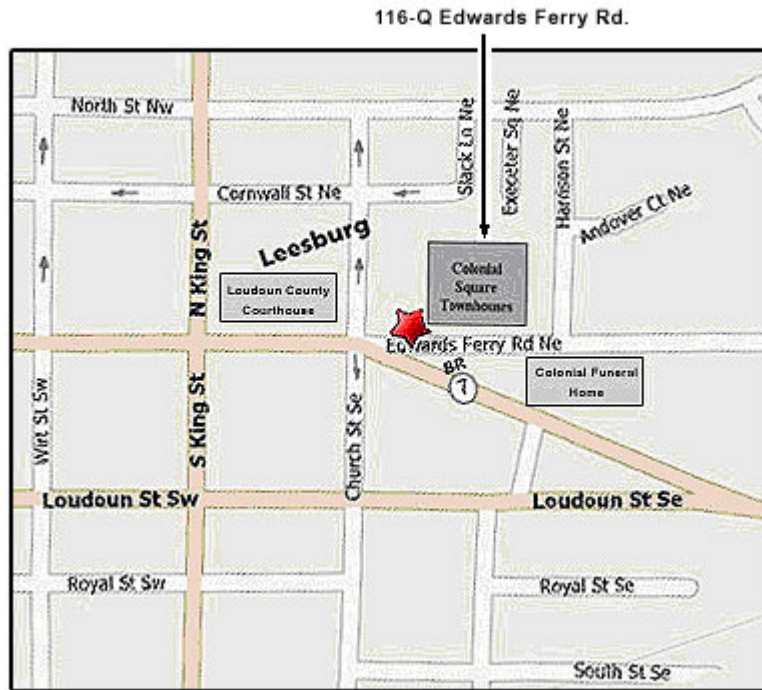 116-Q Edwards Ferry Rd.
North St Nw
Slack Ln Ne
Execeter Sq Ne
Harrison St Ne
Cornwall St Ne
Andover Ct Ne
Leesburg
N King St
Loudoun County
Courthouse
Colonial
Square
Townhouses
Edwards Ferry Rd Ne
BR
7
Colonial Funeral
Home
Wirt St Sw
S King St
Church St Se
Loudoun St Sw
Loudoun St Se
Royal St Sw
Royal St Se
South St Se